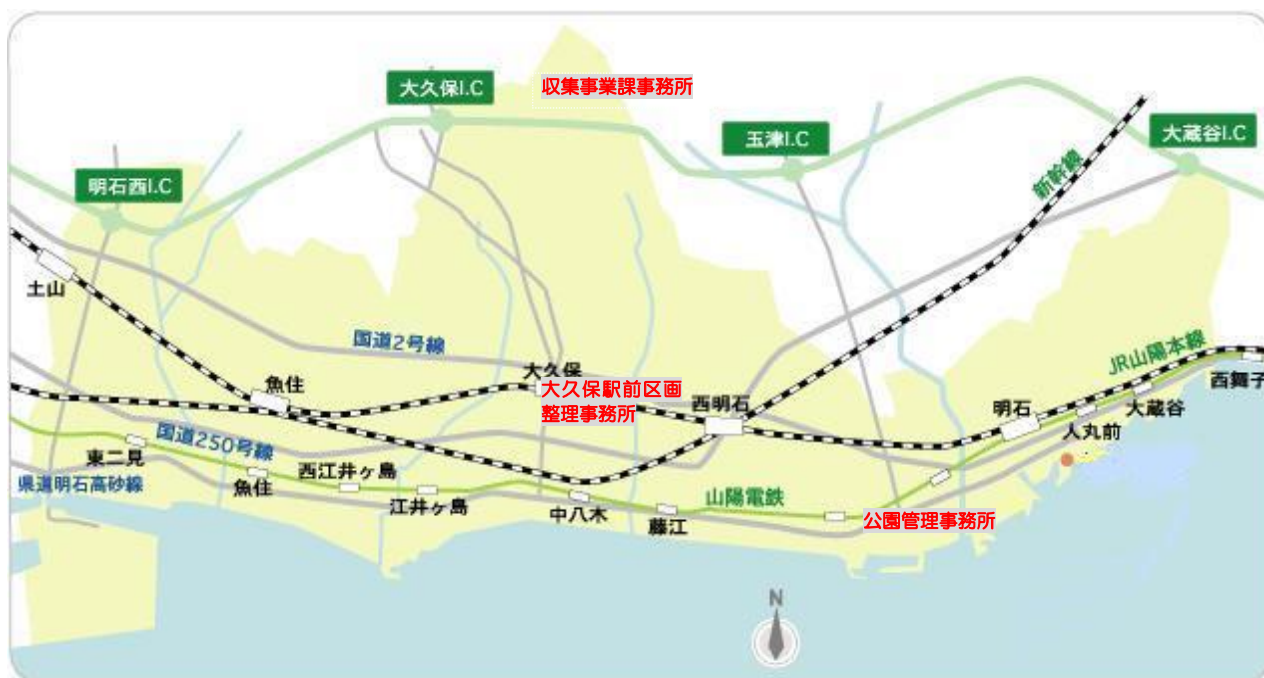 大久保I.C
収集事業課事務所
玉津I.C
大蔵谷I.C
明石西I.C
新幹線
土山
国道2号線
大久保
大久保駅前区画
整理事務所
魚住
西明石
JR山陽本線
西舞子
明石
大蔵谷
人丸前
国道250号線
東二見
魚住
西江井ヶ島
県道明石高砂線
江井ヶ島
中八木
藤江
山陽電鉄
公園管理事務所
N